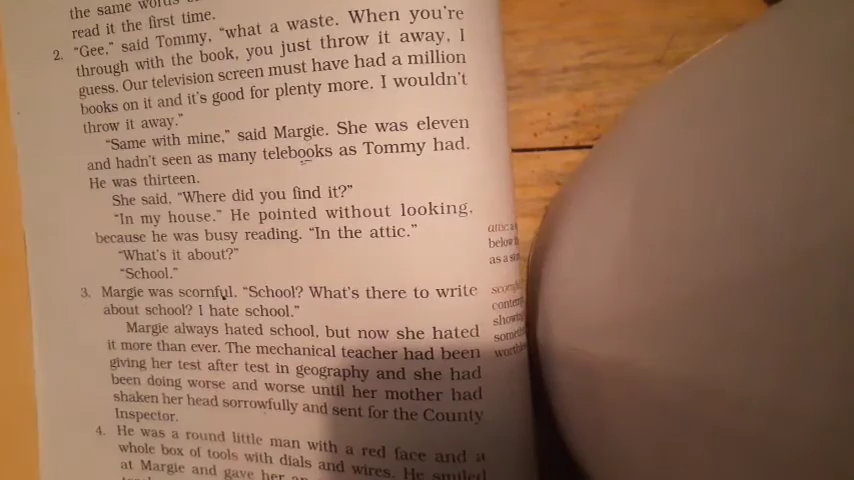 the same words
read it the first time.
2. "Gee," said Tommy, "what a waste. When you're
through with the book, you just throw it away, I
guess. Our television screen must have had a million
books on it and it's good for plenty more. I wouldn't
throw it away."
"Same with mine," said Margie. She was eleven
and hadn't seen as many telebooks as Tommy had.
He was thirteen.
She said, "Where did you find it?"
"In my house." He pointed without looking,
because he was busy reading. "In the attic."
"What's it about?"
"School."
3. Margie was scornful. "School? What's there to write
about school? I hate school."
Margie always hated school, but now she hated
it more than ever. The mechanical teacher had been
giving her test after test in geography and she had
been doing worse and worse until her mother had
shaken her head sorrowfully and sent for the County
Inspector.
4. He was a round little man with a red face and a
whole box of tools with dials and wires. He smiled
at Margie and gave her an
attic: a
below
as a